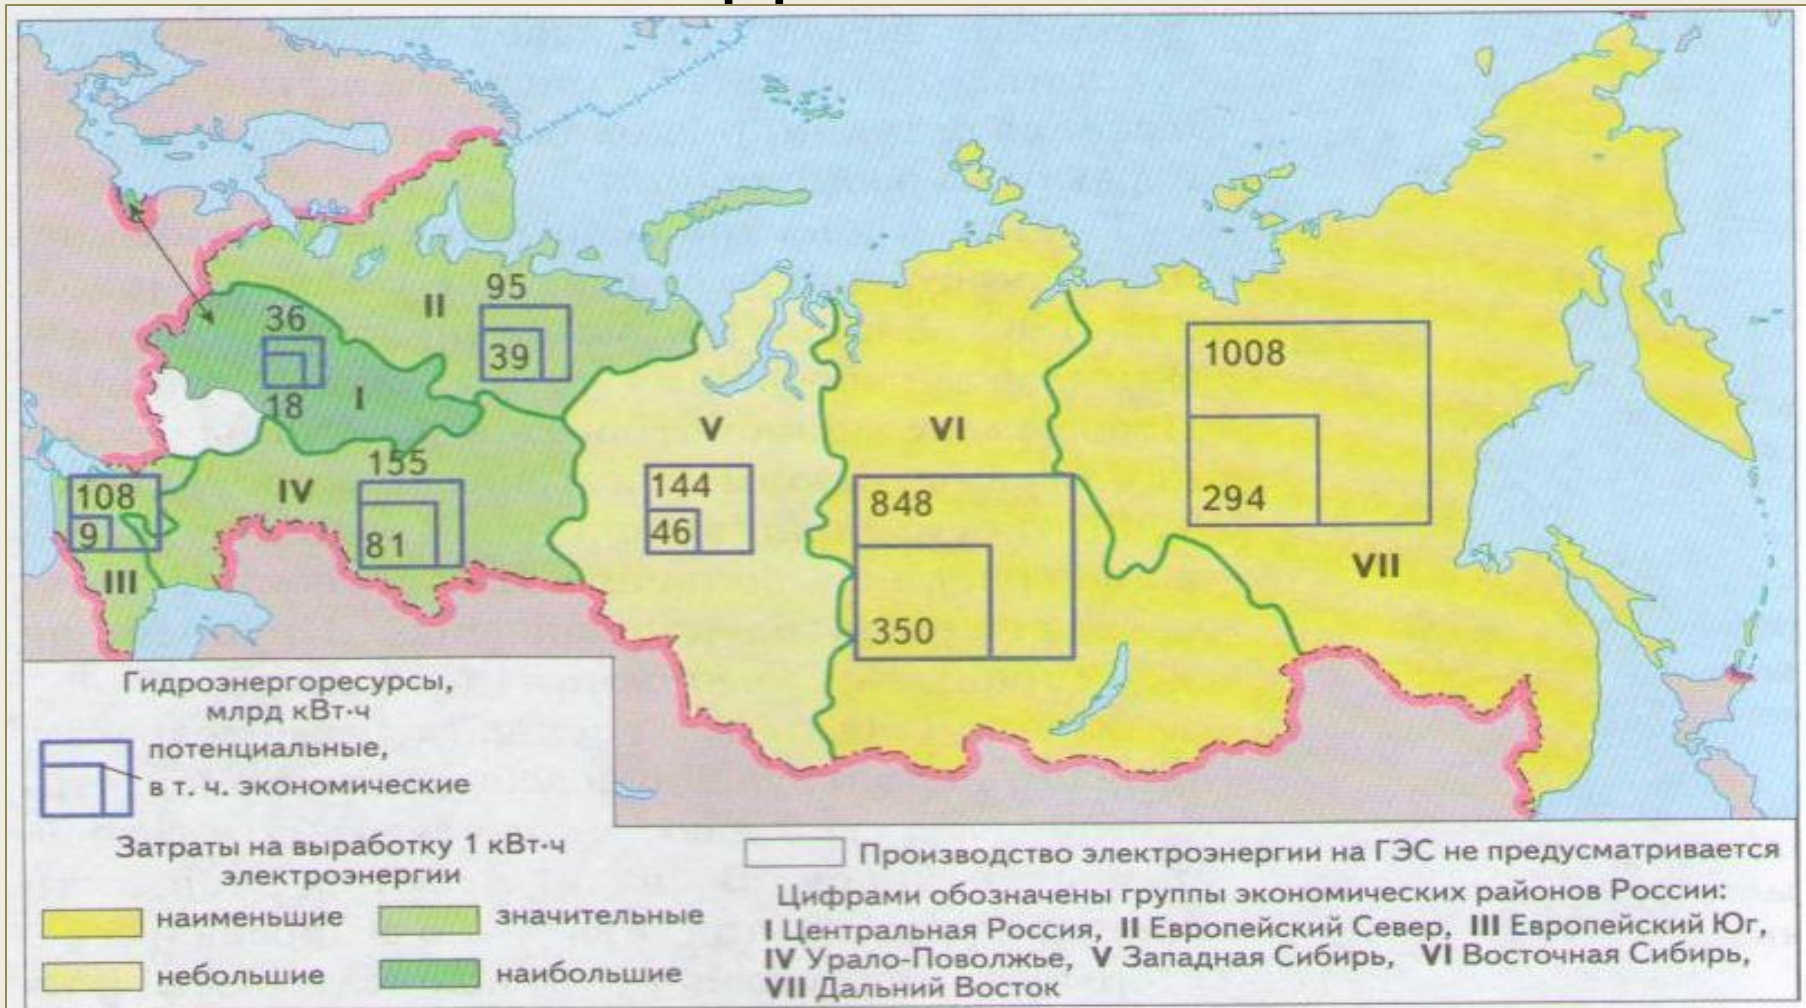 95
II
36
39
1008
18
I
V
VI
155
108
IV
144
848
294
9
81
46
VII
III
350
Гидроэнергоресурсы,
млрд кВт·ч
потенциальные,
в т. ч. экономические
Затраты на выработку 1 кВт·ч
электроэнергии
наименьшие
значительные
небольшие
наибольшие
Производство электроэнергии на ГЭС не предусматривается
Цифрами обозначены группы экономических районов России:
I Центральная Россия, II Европейский Север, III Европейский Юг,
IV Урало-Поволжье, V Западная Сибирь, VI Восточная Сибирь,
VII Дальний Восток